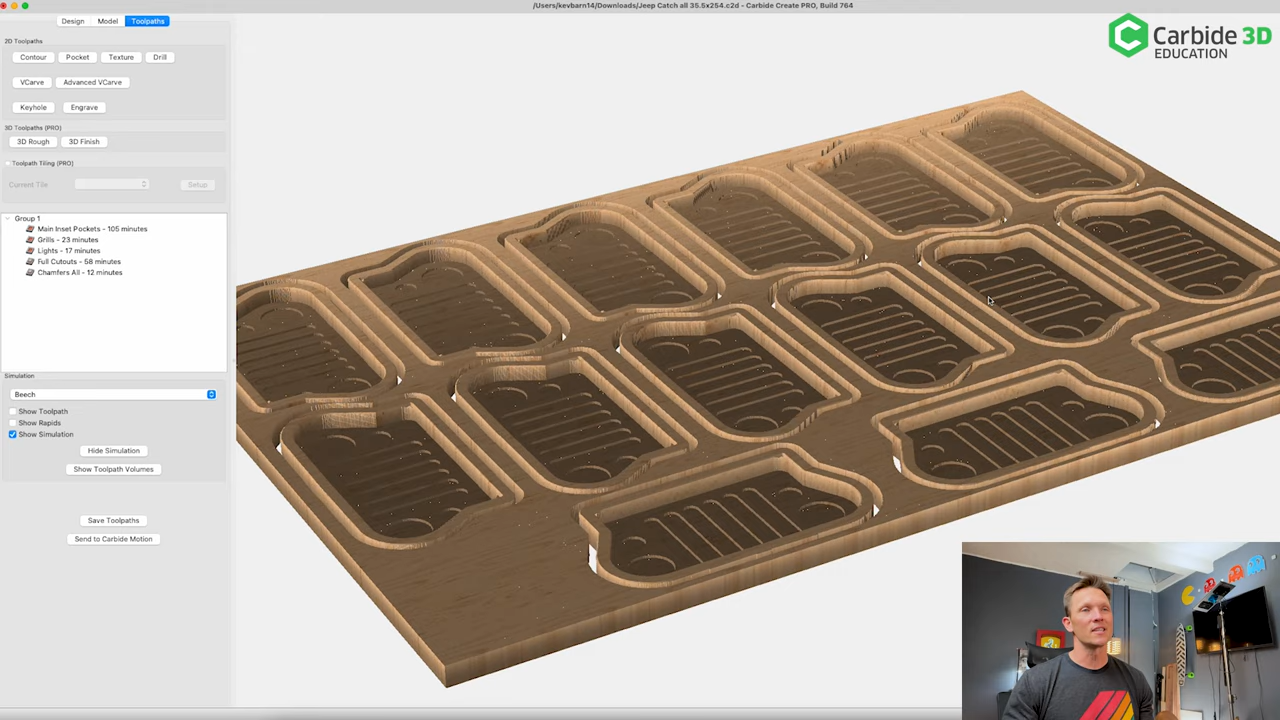 /Users/kevbarn14/Downloads/Jeep Catch all 35.5x254.c2d - Carbide Create PRO, Build 764
Design Model Toolpaths
Carbide 3D
EDUCATION
2D Toolpaths
Contour Pocket Texture Drill
VCarve Advanced VCarve
Keyhole Engrave
3D Toolpaths (PRO)
3D Rough 3D Finish
Toolpath Tiling (PRO)
Current Tile Setup
Group 1
Main Inset Pockets - 105 minutes
Grills - 23 minutes
Lights - 17 minutes
Full Cutouts - 58 minutes
Chamfers All - 12 minutes
Simulation
Beech
Show Toolpath
Show Rapids
Show Simulation
Hide Simulation
Show Toolpath Volumes
Save Toolpaths
Send to Carbide Motion